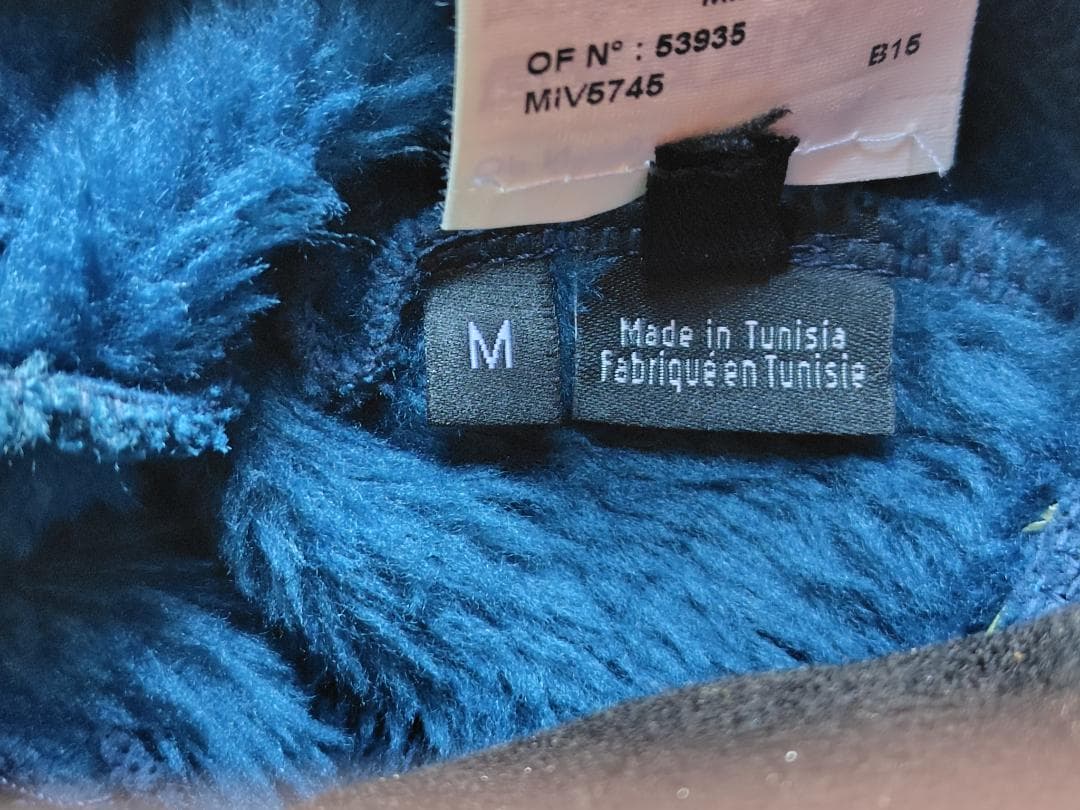 OF N° : 53935
B15
MIV5745
M
Made in Tunisia
Fabriqué en Tunisie